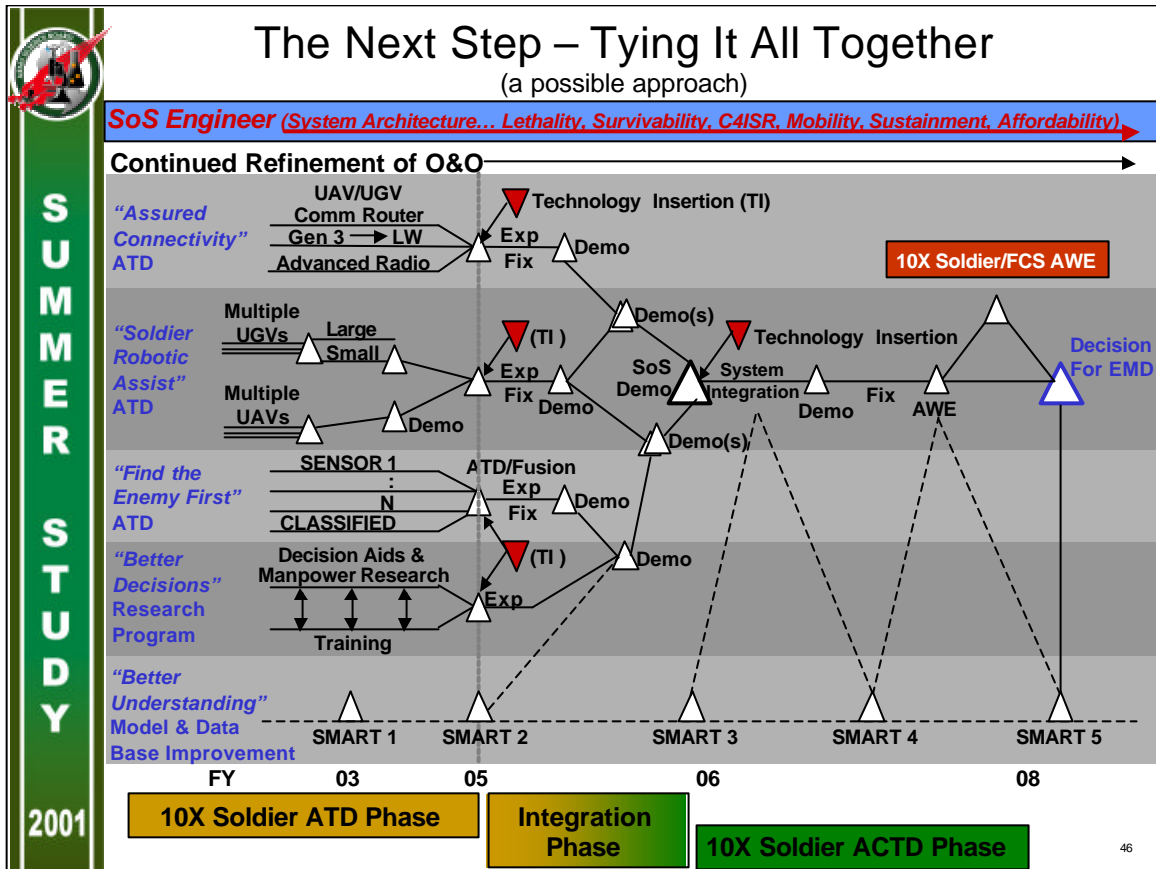 The Next Step – Tying It All Together
(a possible approach)
SoS Engineer (System Architecture… Lethality, Survivability, C4ISR, Mobility, Sustainment, Affordability)
Continued Refinement of O&O
SUMMER STUDY
2001
"Assured
Connectivity"
ATD
UAV/UGV
Comm Router
Gen 3 → LW
Advanced Radio
Technology Insertion (TI)
Exp
Fix
Demo
10X Soldier/FCS AWE
"Soldier
Robotic
Assist"
ATD
Multiple
UGVs
Large
Small
Multiple
UAVs
Demo
(TI )
Exp
Fix
Demo
Demo(s)
SoS
Demo
Technology Insertion
System
Integration
Demo
Fix
AWE
Decision
For EMD
Demo(s)
"Find the
Enemy First"
ATD
SENSOR 1
:
N
CLASSIFIED
ATD/Fusion
Exp
Fix
Demo
"Better
Decisions"
Research
Program
Decision Aids &
Manpower Research
Training
(TI )
Exp
Demo
"Better
Understanding"
Model & Data
Base Improvement
SMART 1
SMART 2
SMART 3
SMART 4
SMART 5
FY
03
05
06
08
10X Soldier ATD Phase
Integration
Phase
10X Soldier ACTD Phase
46